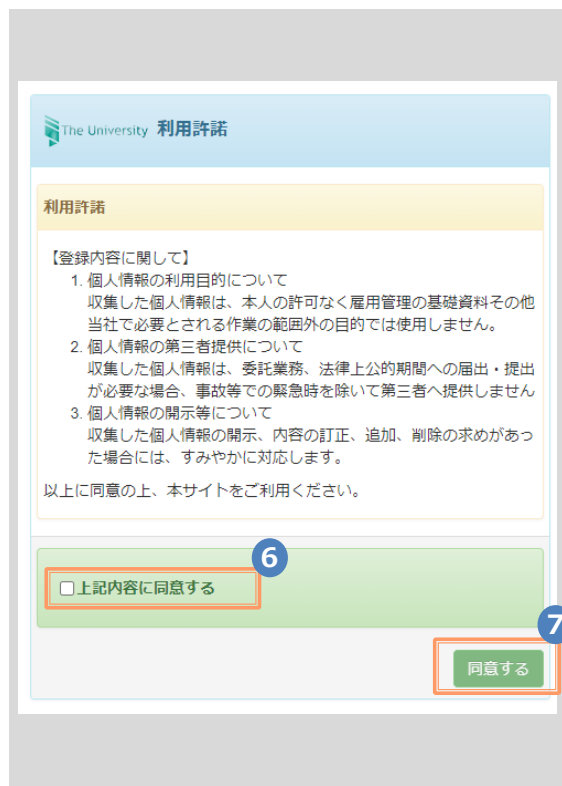 The University 利用許諾
利用許諾
【登録内容に関して】
1. 個人情報の利用目的について
収集した個人情報は、本人の許可なく雇用管理の基礎資料その他
当社で必要とされる作業の範囲外の目的では使用しません。
2. 個人情報の第三者提供について
収集した個人情報は、委託業務、法律上公的期間への届出・提出
が必要な場合、事故等での緊急時を除いて第三者へ提供しません
3. 個人情報の開示等について
収集した個人情報の開示、内容の訂正、追加、削除の求めがあっ
た場合には、すみやかに対応します。
以上に同意の上、本サイトをご利用ください。
6
上記内容に同意する
7
同意する